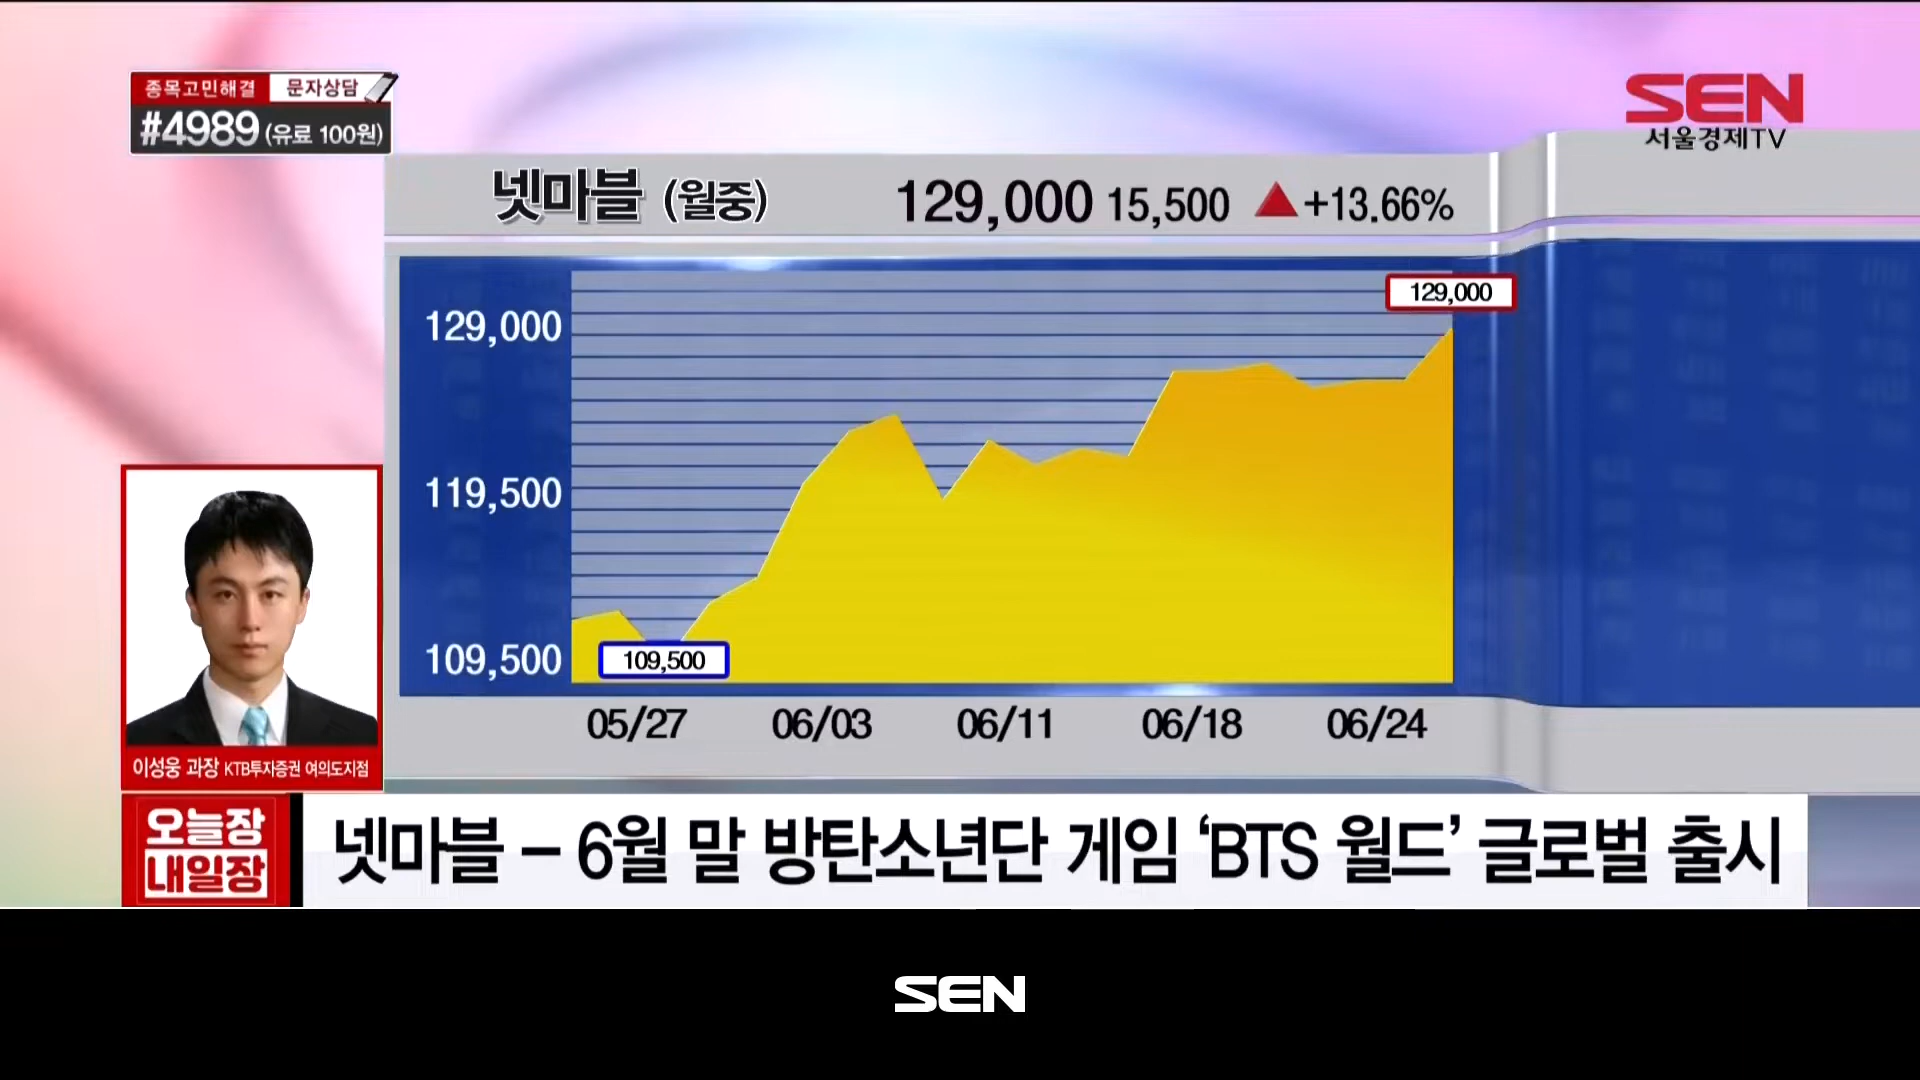 종목고민해결 문자상담
#4989 (유료 100원)
SEN
서울경제TV
넷마블 (월중) 129,000 15,500 ▲+13.66%
129,000
129,000
119,500
109,500
109,500
05/27 06/03 06/11 06/18 06/24
이성웅 과장 KTB투자증권 여의도지점
오늘장
내일장
넷마블 – 6월 말 방탄소년단 게임 ‘BTS 월드’ 글로벌 출시
SEN